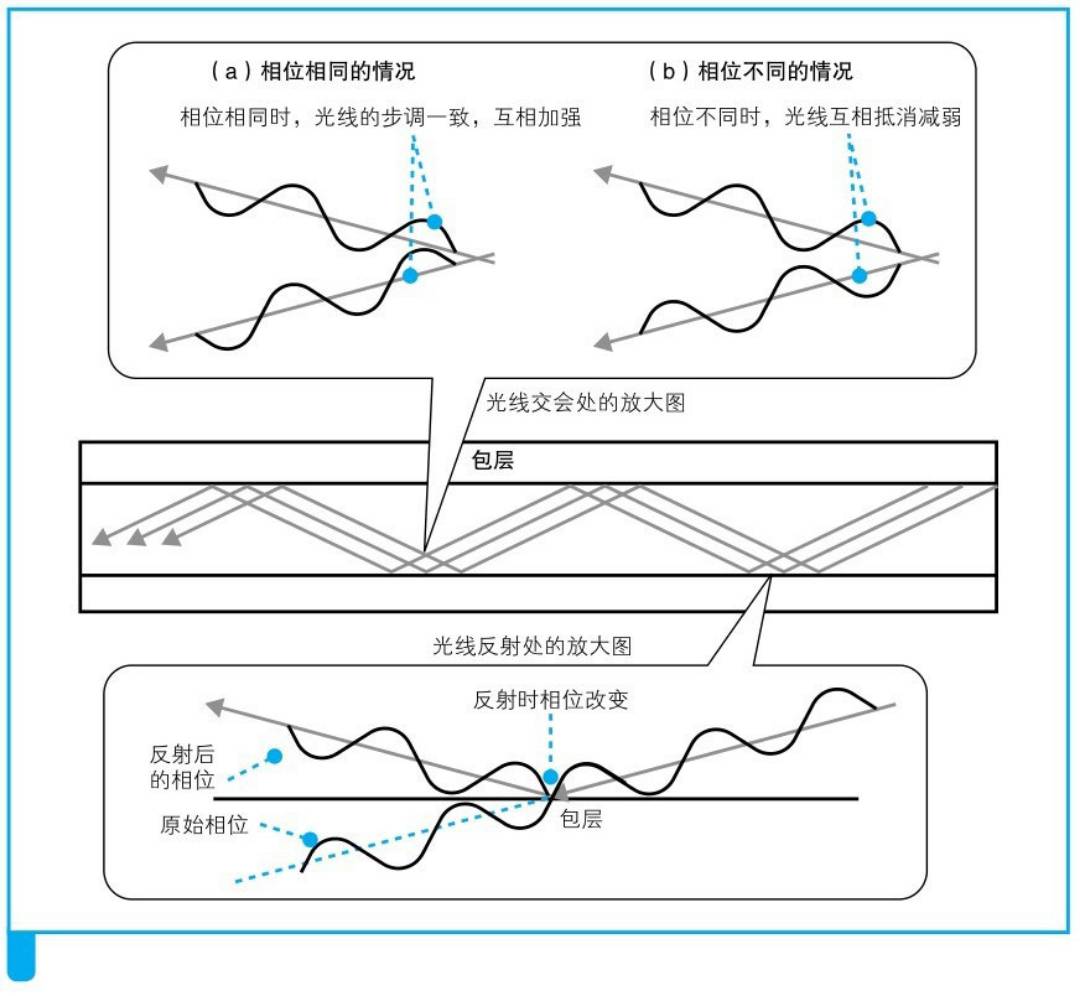 （a）相位相同的情况
（b）相位不同的情况
相位相同时，光线的步调一致，互相加强
相位不同时，光线互相抵消减弱
光线交会处的放大图
包层
光线反射处的放大图
反射时相位改变
反射后
的相位
原始相位
包层